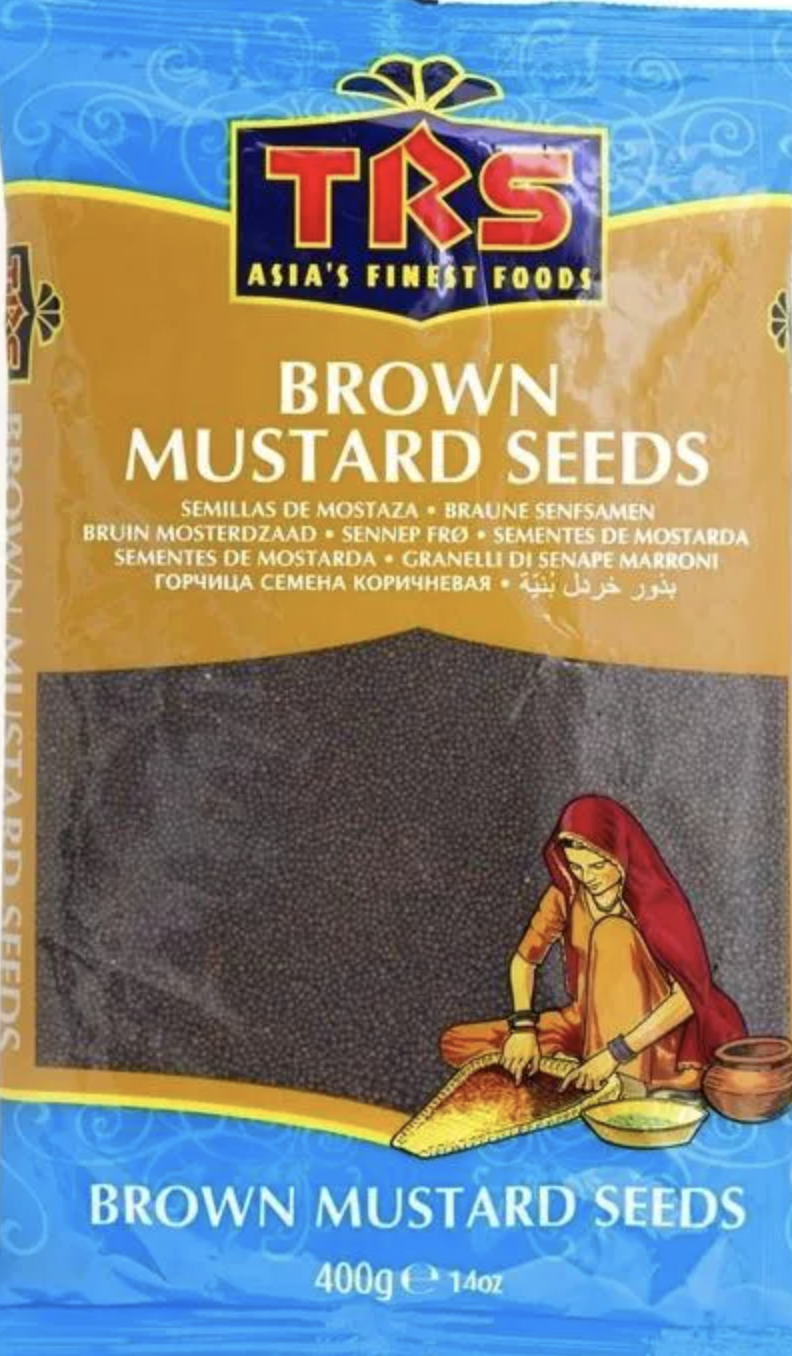 TRS
ASIA'S FINEST FOODS
BROWN
MUSTARD SEEDS
SEMILLAS DE MOSTAZA • BRAUNE SENFSAMEN
BRUIN MOSTERDZAAD • SENNEP FRØ • SEMENTES DE MOSTARDA
SEMENTES DE MOSTARDA • GRANELLI DI SENAPE MARRONI
ГОРЧИЦА СЕМЕНА КОРИЧНЕВАЯ • بذور خردل بُنيّة
TRS
BROWN MUSTARD SEEDS
BROWN MUSTARD SEEDS
400g ℮ 14oz